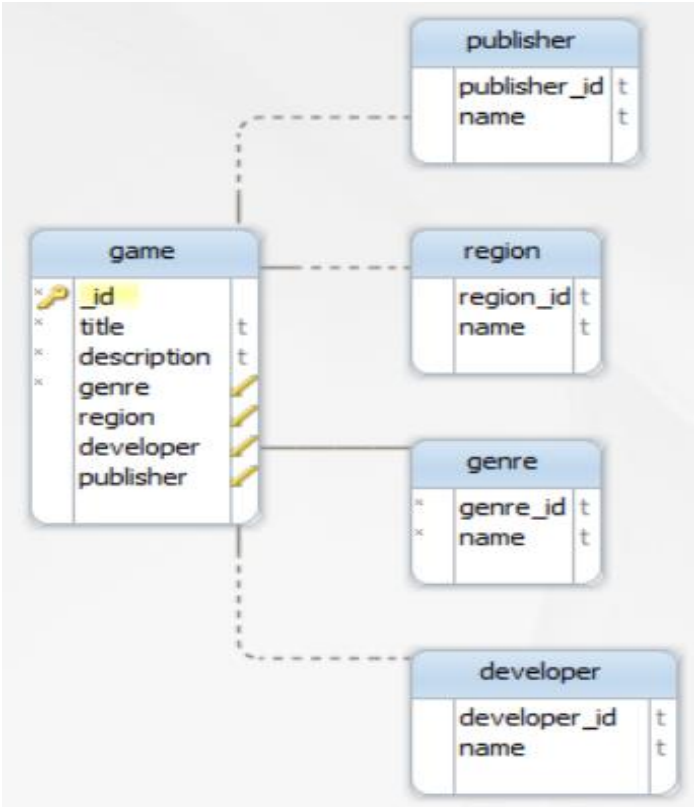 publisher
publisher_id t
name t
game
_id
title t
description t
genre
region
developer
publisher
region
region_id t
name t
genre
genre_id t
name t
developer
developer_id t
name t